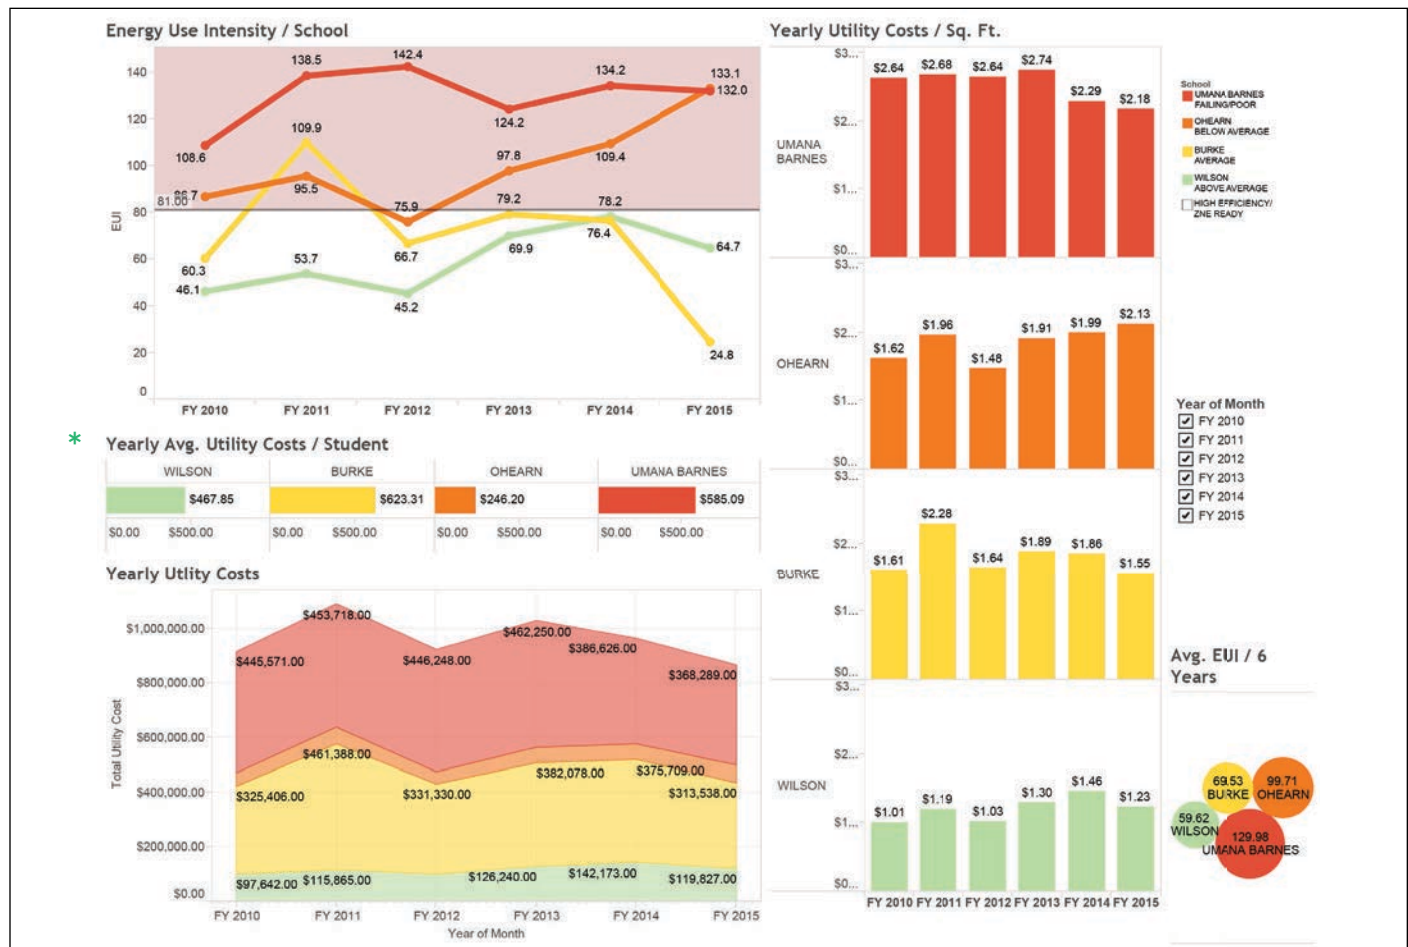 Energy Use Intensity / School
EUI
140
120
100
80
60
40
20
0
81.00
108.6
138.5
142.4
124.2
134.2
132.0
95.5
75.9
97.8
109.4
133.1
60.3
109.9
66.7
79.2
76.4
24.8
46.1
53.7
45.2
69.9
78.2
64.7
FY 2010 FY 2011 FY 2012 FY 2013 FY 2014 FY 2015
* Yearly Avg. Utility Costs / Student
WILSON BURKE OHEARN UMANA BARNES
$467.85 $623.31 $246.20 $585.09
$0.00 $500.00 $0.00 $500.00 $0.00 $500.00 $0.00 $500.00
Yearly Utlity Costs
Total Utility Cost
$1,000,000.00
$800,000.00
$600,000.00
$400,000.00
$200,000.00
$0.00
$445,571.00 $453,718.00 $446,248.00 $462,250.00 $386,626.00 $368,289.00
$325,406.00 $461,388.00 $331,330.00 $382,078.00 $375,709.00 $313,538.00
$97,642.00 $115,865.00 $126,240.00 $142,173.00 $119,827.00
FY 2010 FY 2011 FY 2012 FY 2013 FY 2014 FY 2015
Year of Month
Yearly Utility Costs / Sq. Ft.
UMANA
BARNES
$3...
$2...
$1...
$0...
$2.64 $2.68 $2.64 $2.74 $2.29 $2.18
OHEARN
$3...
$2...
$1...
$0...
$1.62 $1.96 $1.48 $1.91 $1.99 $2.13
BURKE
$3...
$2...
$1...
$0...
$1.61 $2.28 $1.64 $1.89 $1.86 $1.55
WILSON
$3...
$2...
$1...
$0...
$1.01 $1.19 $1.03 $1.30 $1.46 $1.23
FY 2010 FY 2011 FY 2012 FY 2013 FY 2014 FY 2015
School
UMANA BARNES
FAILING/POOR
OHEARN
BELOW AVERAGE
BURKE
AVERAGE
WILSON
ABOVE AVERAGE
HIGH EFFICIENCY/
ZNE READY
Year of Month
FY 2010
FY 2011
FY 2012
FY 2013
FY 2014
FY 2015
Avg. EUI / 6
Years
69.53
BURKE
99.71
OHEARN
59.62
WILSON
129.98
UMANA BARNES